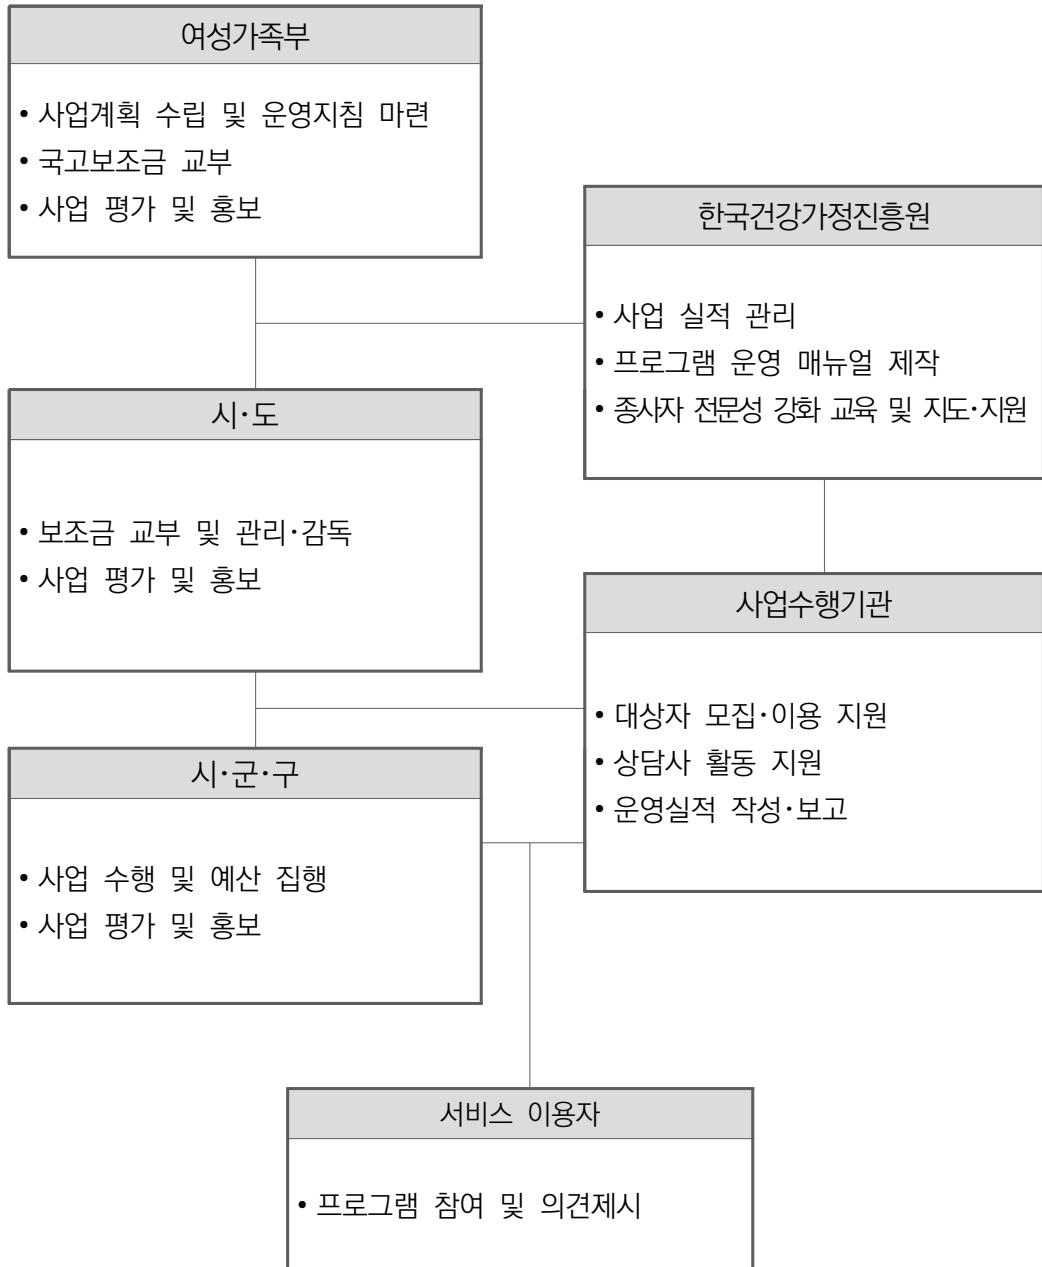 여성가족부
• 사업계획 수립 및 운영지침 마련
• 국고보조금 교부
• 사업 평가 및 홍보
한국건강가정진흥원
• 사업 실적 관리
• 프로그램 운영 매뉴얼 제작
• 종사자 전문성 강화 교육 및 지도·지원
시·도
• 보조금 교부 및 관리·감독
• 사업 평가 및 홍보
사업수행기관
• 대상자 모집·이용 지원
• 상담사 활동 지원
• 운영실적 작성·보고
시·군·구
• 사업 수행 및 예산 집행
• 사업 평가 및 홍보
서비스 이용자
• 프로그램 참여 및 의견제시